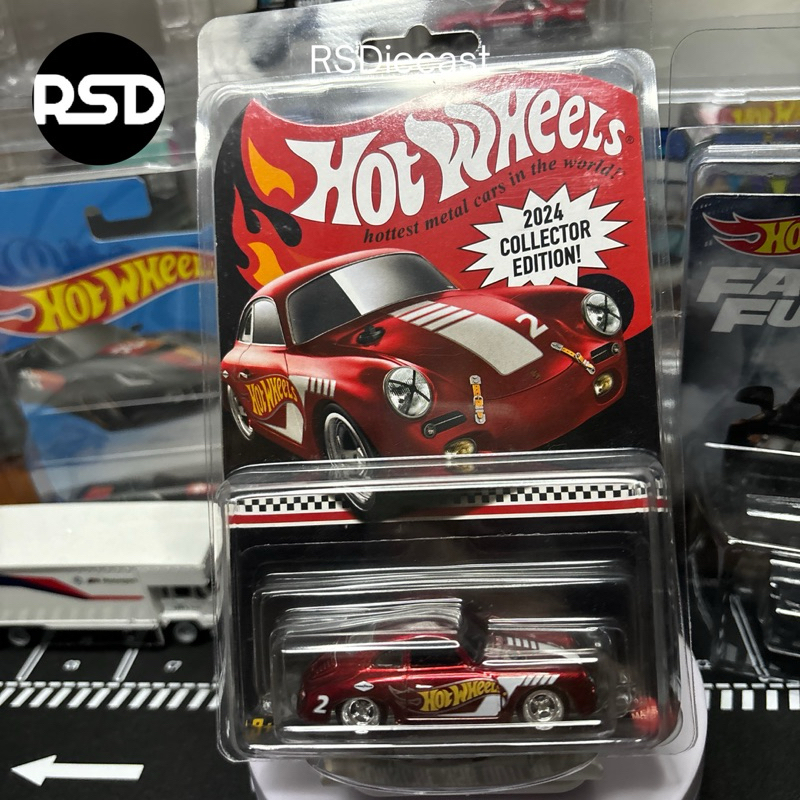 RSDiecast
RSD
HOT WHEELS®
hottest metal cars in the world!
2024
COLLECTOR
EDITION!
2
HOT WHEELS
HOT WHEELS
2
HOT WHEELS